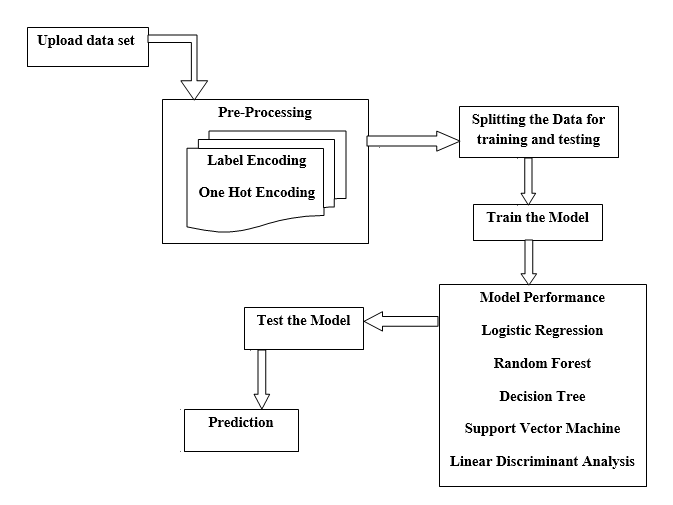 Upload data set
Pre-Processing
Label Encoding
One Hot Encoding
Splitting the Data for
training and testing
Train the Model
Model Performance
Logistic Regression
Random Forest
Decision Tree
Support Vector Machine
Linear Discriminant Analysis
Test the Model
Prediction